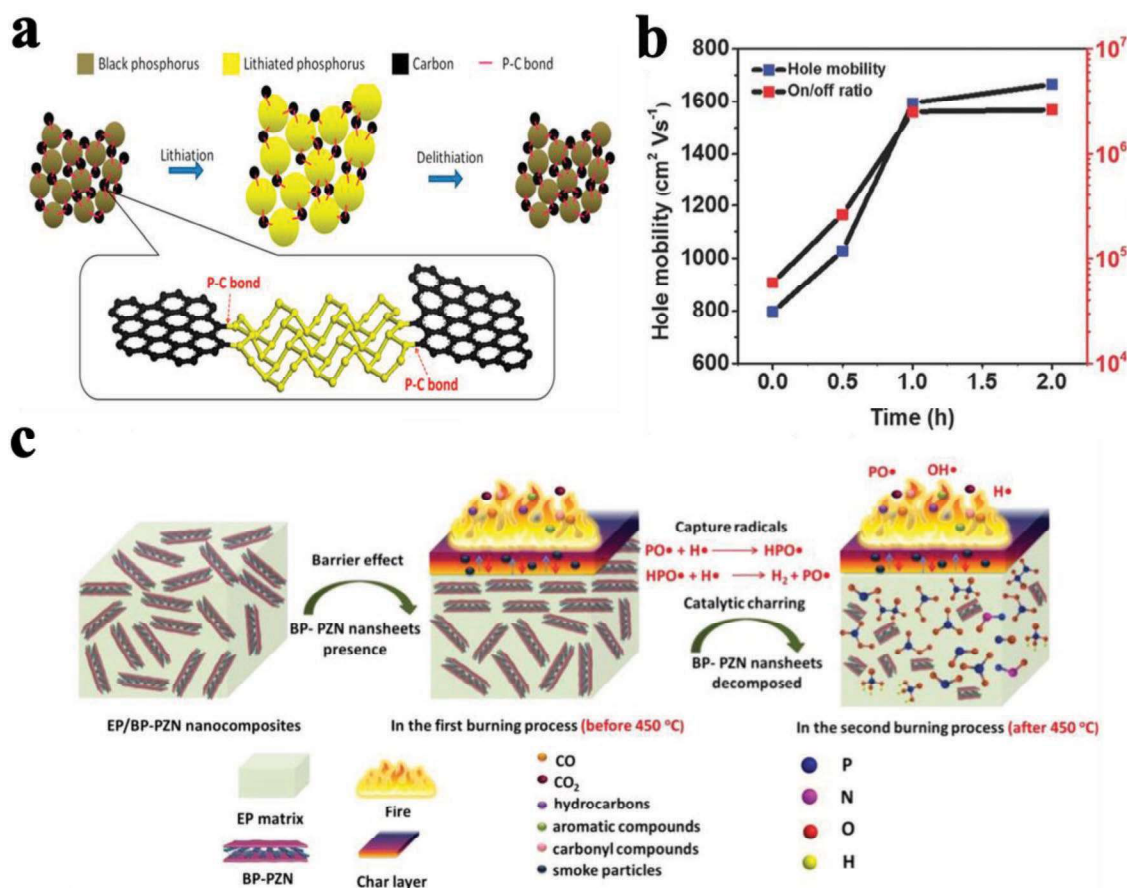 a
Black phosphorus
Lithiated phosphorus
Carbon
P-C bond
Lithiation
Delithiation
P-C bond
P-C bond
b
Hole mobility
On/off ratio
Hole mobility (cm² Vs⁻¹)
800
1600
1400
1200
1000
800
600
10⁷
10⁶
10⁵
10⁴
0.0 0.5 1.0 1.5 2.0
Time (h)
c
Barrier effect
BP- PZN nansheets
presence
Capture radicals
PO• + H• → HPO•
HPO• + H• → H₂ + PO•
Catalytic charring
BP- PZN nansheets
decomposed
PO•
OH•
H•
EP/BP-PZN nanocomposites
In the first burning process (before 450 °C)
In the second burning process (after 450 °C)
EP matrix
Fire
BP-PZN
Char layer
CO
CO₂
hydrocarbons
aromatic compounds
carbonyl compounds
smoke particles
P
N
O
H